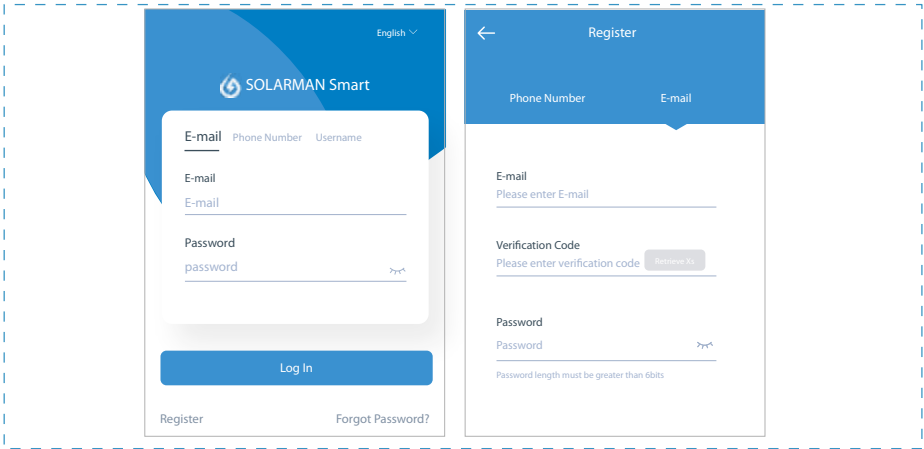 English
SOLARMAN Smart
E-mail Phone Number Username
E-mail
E-mail
Password
password
Log In
Register Forgot Password?
Register
Phone Number E-mail
E-mail
Please enter E-mail
Verification Code
Please enter verification code Retrieve Xs
Password
Password
Password length must be greater than 6bits